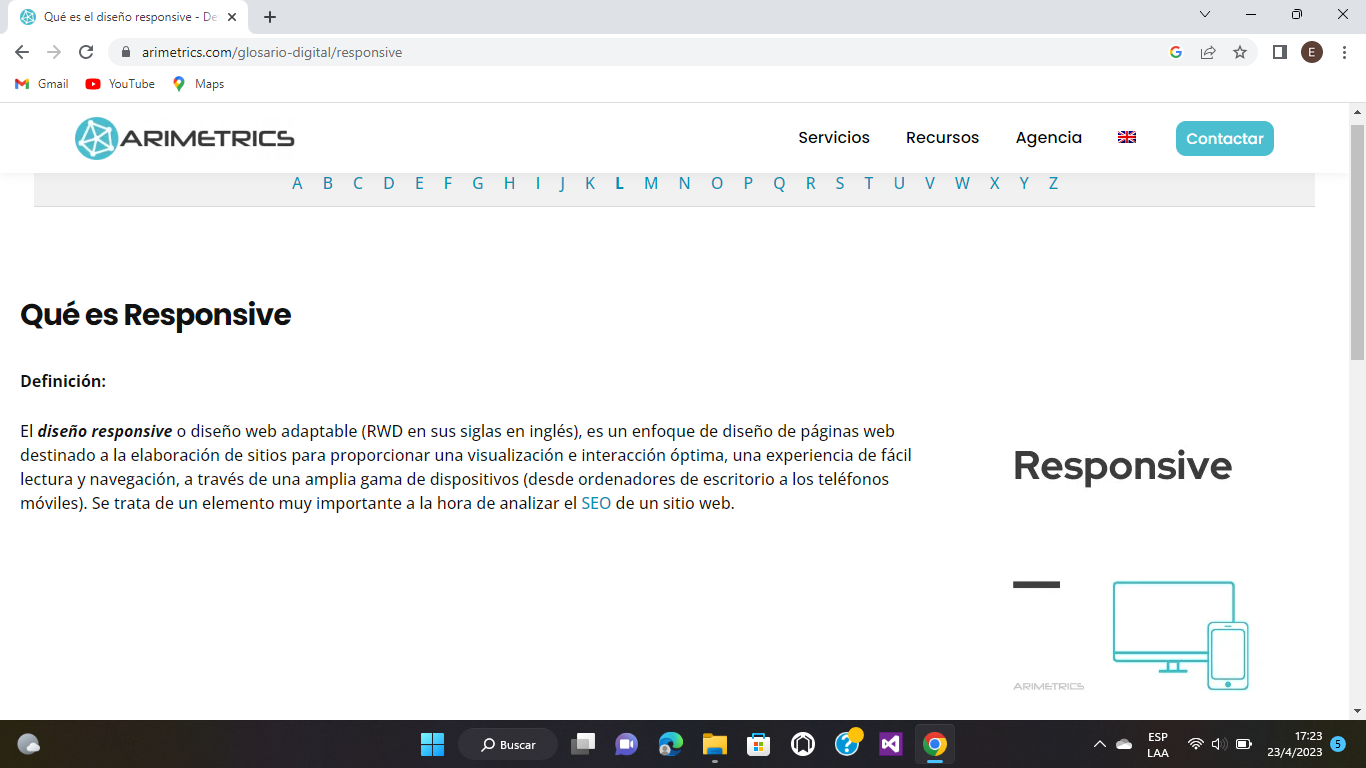 Qué es el diseño responsive - De
arimetrics.com/glosario-digital/responsive
E
Gmail YouTube Maps
ARIMETRICS Servicios Recursos Agencia Contactar
A B C D E F G H I J K L M N O P Q R S T U V W X Y Z
Qué es Responsive
Definición:
El diseño responsive o diseño web adaptable (RWD en sus siglas en inglés), es un enfoque de diseño de páginas web
destinado a la elaboración de sitios para proporcionar una visualización e interacción óptima, una experiencia de fácil
lectura y navegación, a través de una amplia gama de dispositivos (desde ordenadores de escritorio a los teléfonos
móviles). Se trata de un elemento muy importante a la hora de analizar el SEO de un sitio web.
Responsive
ARIMETRICS
Buscar
ESP
LAA
17:23
23/4/2023
5